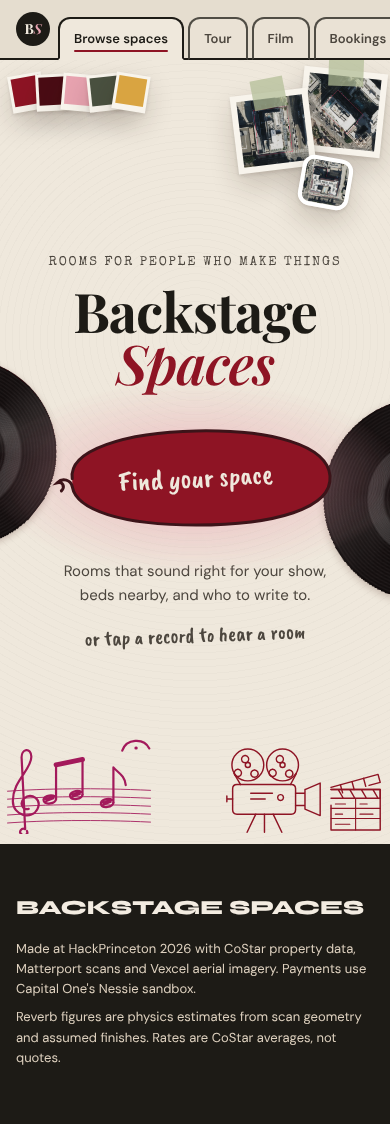 BS
Browse spaces
Tour
Film
Bookings
ROOMS FOR PEOPLE WHO MAKE THINGS
Backstage
Spaces
Find your space
Rooms that sound right for your show,
beds nearby, and who to write to.
or tap a record to hear a room
BACKSTAGE SPACES
Made at HackPrinceton 2026 with CoStar property data,
Matterport scans and Vexcel aerial imagery. Payments use
Capital One's Nessie sandbox.
Reverb figures are physics estimates from scan geometry
and assumed finishes. Rates are CoStar averages, not
quotes.